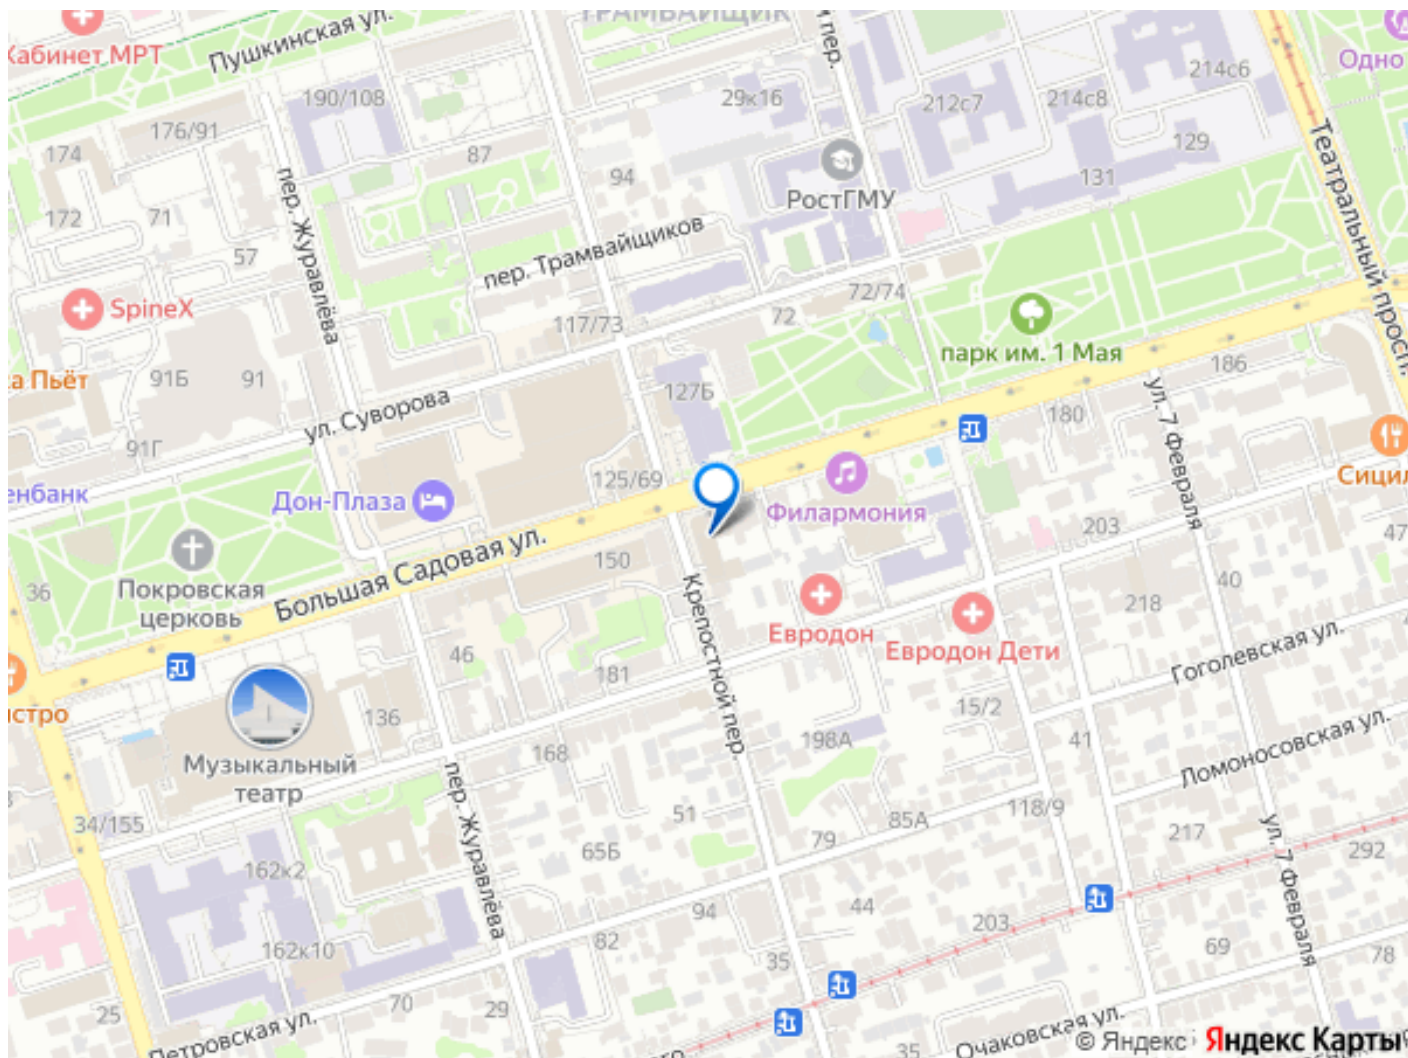 ТРАМВАЙЩИК
Кабинет МРТ
Пушкинская ул.
пер.
Одно
214с6
190/108
29к16
212с7
214с8
176/91
174
87
94
129
131
Театральный просп.
РостГМУ
172
71
57
пер. Журавлёва
пер. Трамвайщиков
SpineX
117/73
72/74
72
парк им. 1 Мая
186
91Б
91
127Б
ул. Суворова
180
ул. 7 Февраля
91Г
енбанк
Дон-Плаза
125/69
Филармония
203
47
36
Покровская
церковь
Большая Садовая ул.
150
Крепостной пер.
Евродон
Евродон Дети
218
40
Гоголевская ул.
46
181
15/2
истро
136
Музыкальный
театр
168
198А
41
Ломоносовская ул.
34/155
пер. Журавлёва
51
79
85А
118/9
217
ул. 7 Февраля
292
162к2
65Б
94
44
203
162к10
82
35
69
78
25
70
29
Петровская ул.
35
Очаковская ул.
© Яндекс
Яндекс Карты